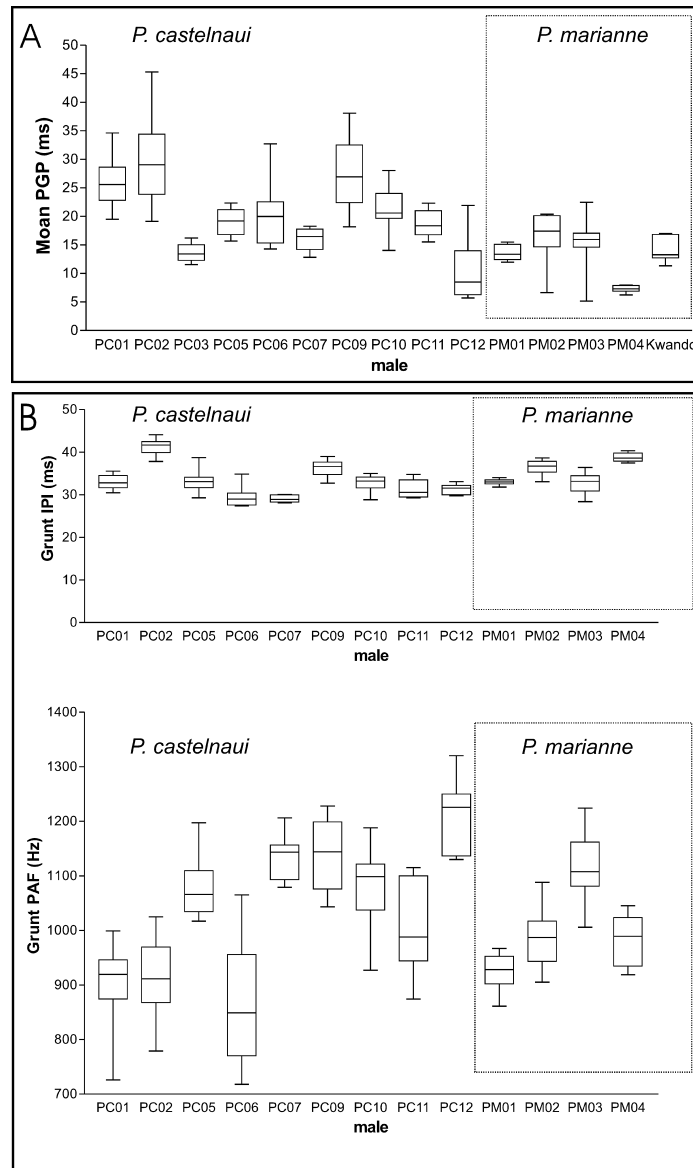 A
P. castelnaui
P. marianne
Moan PGP (ms)
50
45
40
35
30
25
20
15
10
5
0
PC01 PC02 PC03 PC05 PC06 PC07 PC09 PC10 PC11 PC12 PM01 PM02 PM03 PM04 Kwando
male
B
P. castelnaui
P. marianne
Grunt IPI (ms)
50
40
30
20
10
0
PC01 PC02 PC05 PC06 PC07 PC09 PC10 PC11 PC12 PM01 PM02 PM03 PM04
male
P. castelnaui
P. marianne
Grunt PAF (Hz)
1400
1300
1200
1100
1000
900
800
700
PC01 PC02 PC05 PC06 PC07 PC09 PC10 PC11 PC12 PM01 PM02 PM03 PM04
male